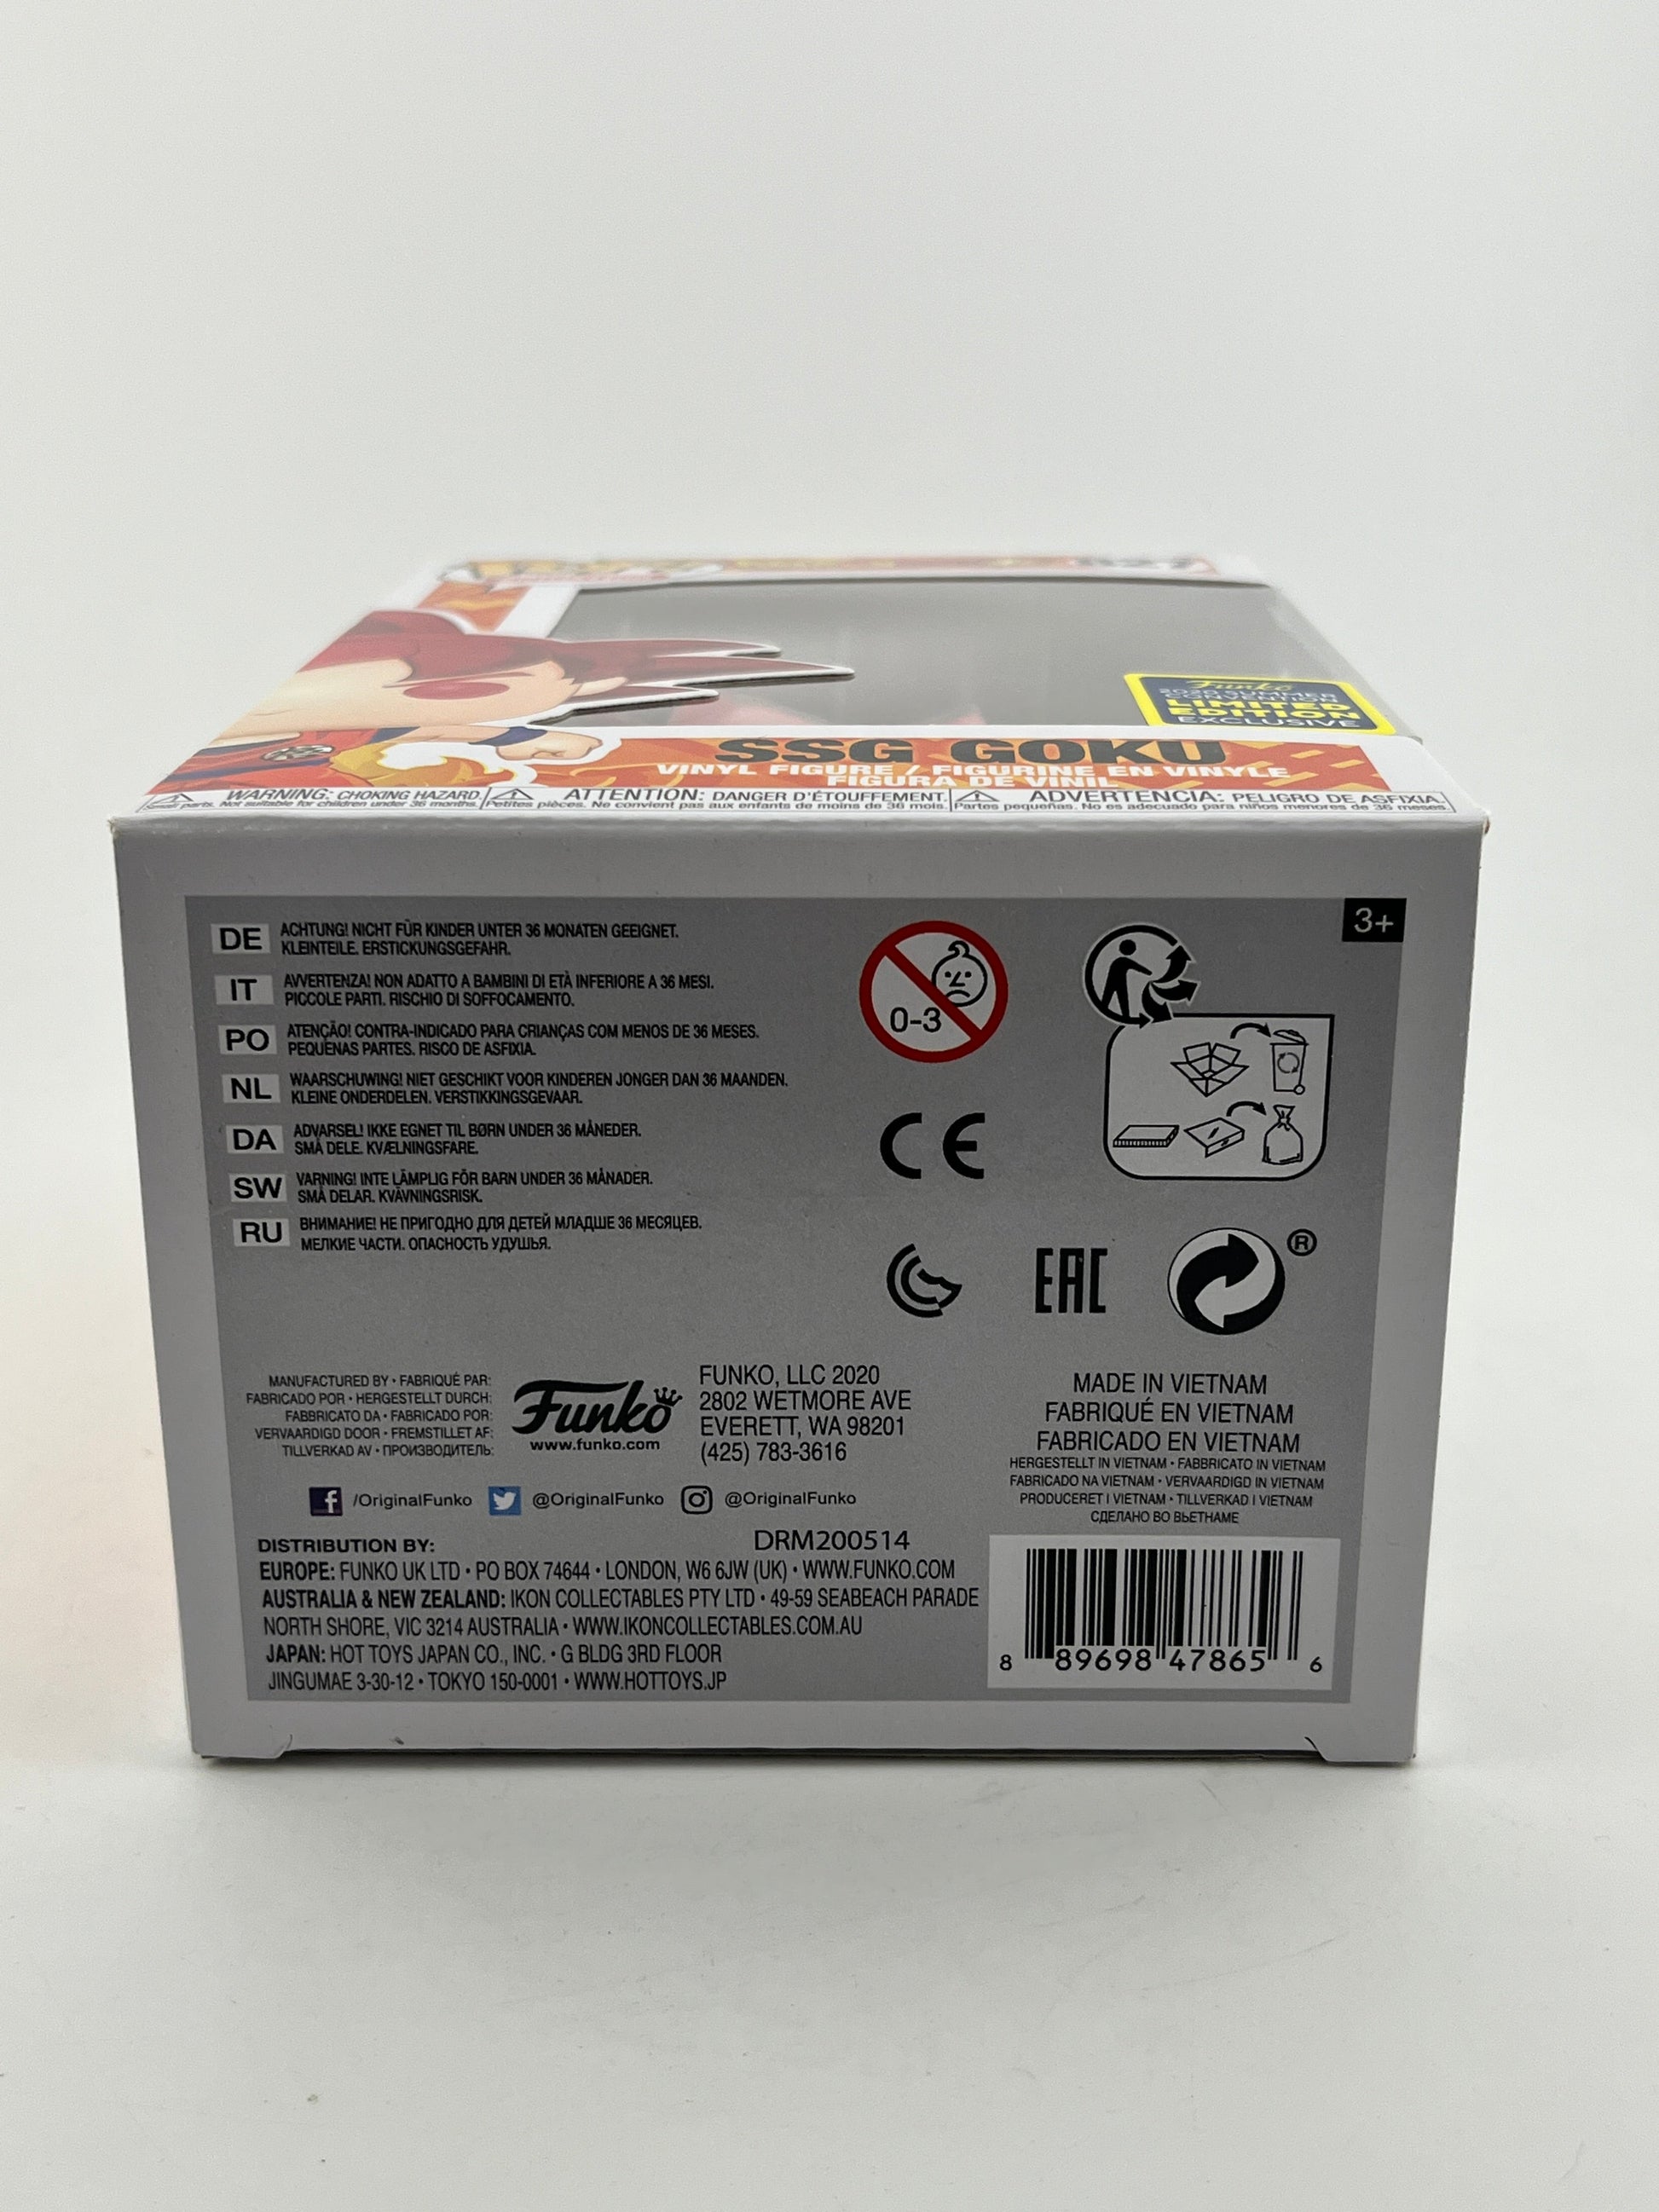 Funko
2020 SUMMER
CONVENTION
LIMITED
EDITION
EXCLUSIVE
SSG GOKU
VINYL FIGURE / FIGURINE EN VINYLE
FIGURA DE VINIL
WARNING: CHOKING HAZARD.
Small parts. Not suitable for children under 36 months.
ATTENTION: DANGER D'ÉTOUFFEMENT.
Petites pièces. Ne convient pas aux enfants de moins de 36 mois.
ADVERTENCIA: PELIGRO DE ASFIXIA.
Partes pequeñas. No es adecuado para niños menores de 36 meses.
3+
DE ACHTUNG! NICHT FÜR KINDER UNTER 36 MONATEN GEEIGNET.
KLEINTEILE. ERSTICKUNGSGEFAHR.
IT AVVERTENZA! NON ADATTO A BAMBINI DI ETÀ INFERIORE A 36 MESI.
PICCOLE PARTI. RISCHIO DI SOFFOCAMENTO.
PO ATENÇÃO! CONTRA-INDICADO PARA CRIANÇAS COM MENOS DE 36 MESES.
PEQUENAS PARTES. RISCO DE ASFIXIA.
NL WAARSCHUWING! NIET GESCHIKT VOOR KINDEREN JONGER DAN 36 MAANDEN.
KLEINE ONDERDELEN. VERSTIKKINGSGEVAAR.
DA ADVARSEL! IKKE EGNET TIL BØRN UNDER 36 MÅNEDER.
SMÅ DELE. KVÆLNINGSFARE.
SW VARNING! INTE LÄMPLIG FÖR BARN UNDER 36 MÅNADER.
SMÅ DELAR. KVÄVNINGSRISK.
RU ВНИМАНИЕ! НЕ ПРИГОДНО ДЛЯ ДЕТЕЙ МЛАДШЕ 36 МЕСЯЦЕВ.
МЕЛКИЕ ЧАСТИ. ОПАСНОСТЬ УДУШЬЯ.
0-3
CE
EAC
®
MANUFACTURED BY • FABRIQUÉ PAR:
FABRICADO POR • HERGESTELLT DURCH:
FABBRICATO DA • FABRICADO POR:
VERVAARDIGD DOOR • FREMSTILLET AF:
TILLVERKAD AV • ПРОИЗВОДИТЕЛЬ:
Funko
www.funko.com
FUNKO, LLC 2020
2802 WETMORE AVE
EVERETT, WA 98201
(425) 783-3616
MADE IN VIETNAM
FABRIQUÉ EN VIETNAM
FABRICADO EN VIETNAM
HERGESTELLT IN VIETNAM • FABBRICATO IN VIETNAM
FABRICADO NA VIETNAM • VERVAARDIGD IN VIETNAM
PRODUCERET I VIETNAM • TILLVERKAD I VIETNAM
СДЕЛАНО ВО ВЬЕТНАМЕ
f /OriginalFunko @OriginalFunko @OriginalFunko
DISTRIBUTION BY: DRM200514
EUROPE: FUNKO UK LTD • PO BOX 74644 • LONDON, W6 6JW (UK) • WWW.FUNKO.COM
AUSTRALIA & NEW ZEALAND: IKON COLLECTABLES PTY LTD • 49-59 SEABEACH PARADE
NORTH SHORE, VIC 3214 AUSTRALIA • WWW.IKONCOLLECTABLES.COM.AU
JAPAN: HOT TOYS JAPAN CO., INC. • G BLDG 3RD FLOOR
JINGUMAE 3-30-12 • TOKYO 150-0001 • WWW.HOTTOYS.JP
8 89698 47865 6